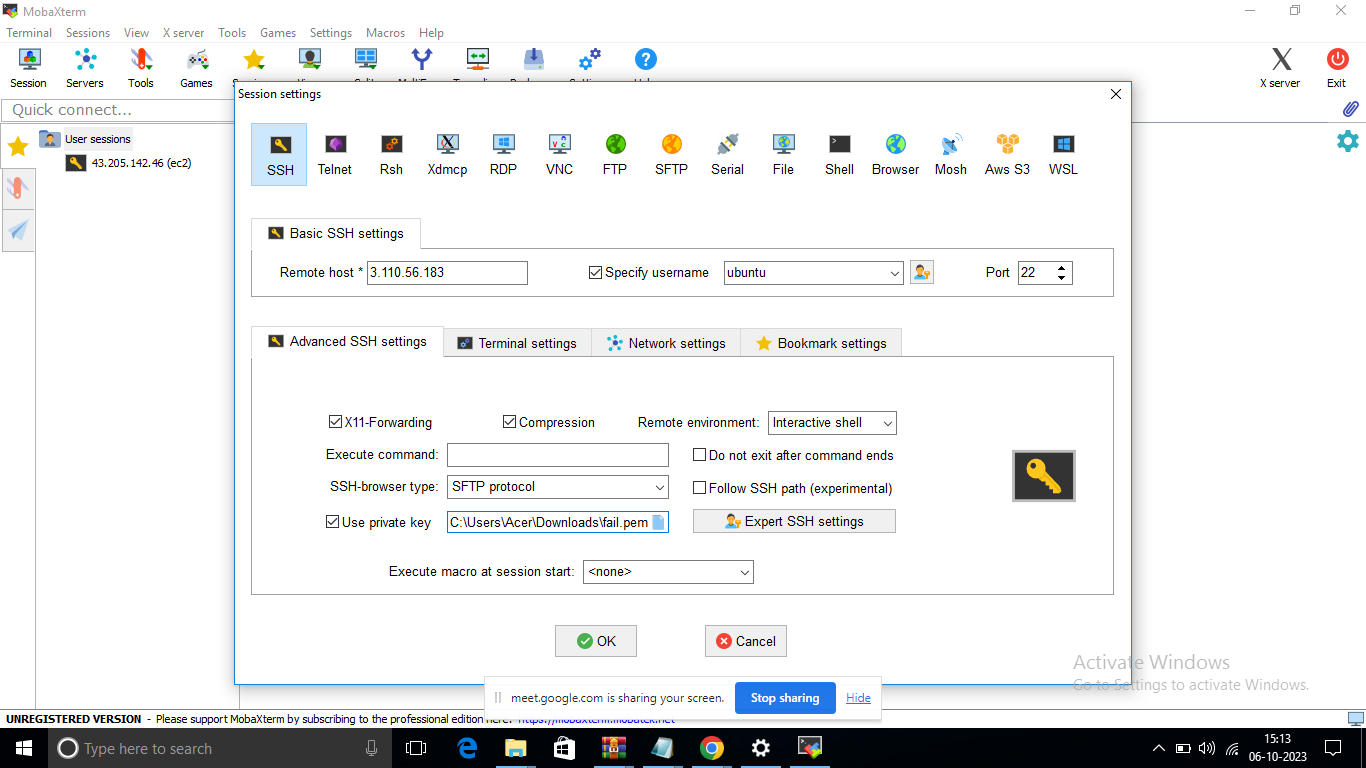 MobaXterm
Terminal Sessions View X server Tools Games Settings Macros Help
Session Servers Tools Games X server Exit
Quick connect...
User sessions
43.205.142.46 (ec2)
Session settings
SSH Telnet Rsh Xdmcp RDP VNC FTP SFTP Serial File Shell Browser Mosh Aws S3 WSL
Basic SSH settings
Remote host * 3.110.56.183 Specify username ubuntu Port 22
Advanced SSH settings Terminal settings Network settings Bookmark settings
X11-Forwarding Compression Remote environment: Interactive shell
Execute command: Do not exit after command ends
SSH-browser type: SFTP protocol Follow SSH path (experimental)
Use private key C:\Users\Acer\Downloads\fail.pem Expert SSH settings
Execute macro at session start: <none>
OK Cancel
Activate Windows
Go to Settings to activate Windows.
meet.google.com is sharing your screen. Stop sharing Hide
UNREGISTERED VERSION - Please support MobaXterm by subscribing to the professional edition here: https://mobaxterm.mobatek.net
Type here to search
15:13
06-10-2023